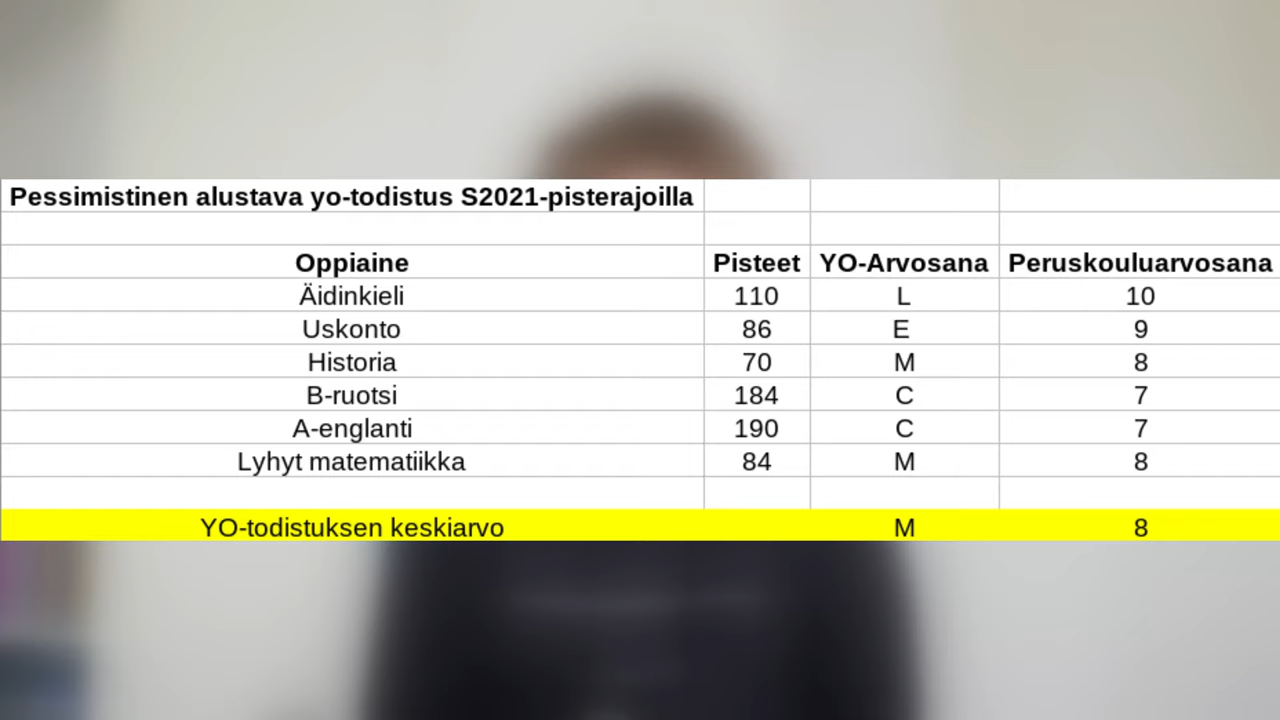 Pessimistinen alustava yo-todistus S2021-pisterajoilla
Oppiaine Pisteet YO-Arvosana Peruskouluarvosana
Äidinkieli 110 L 10
Uskonto 86 E 9
Historia 70 M 8
B-ruotsi 184 C 7
A-englanti 190 C 7
Lyhyt matematiikka 84 M 8
YO-todistuksen keskiarvo M 8